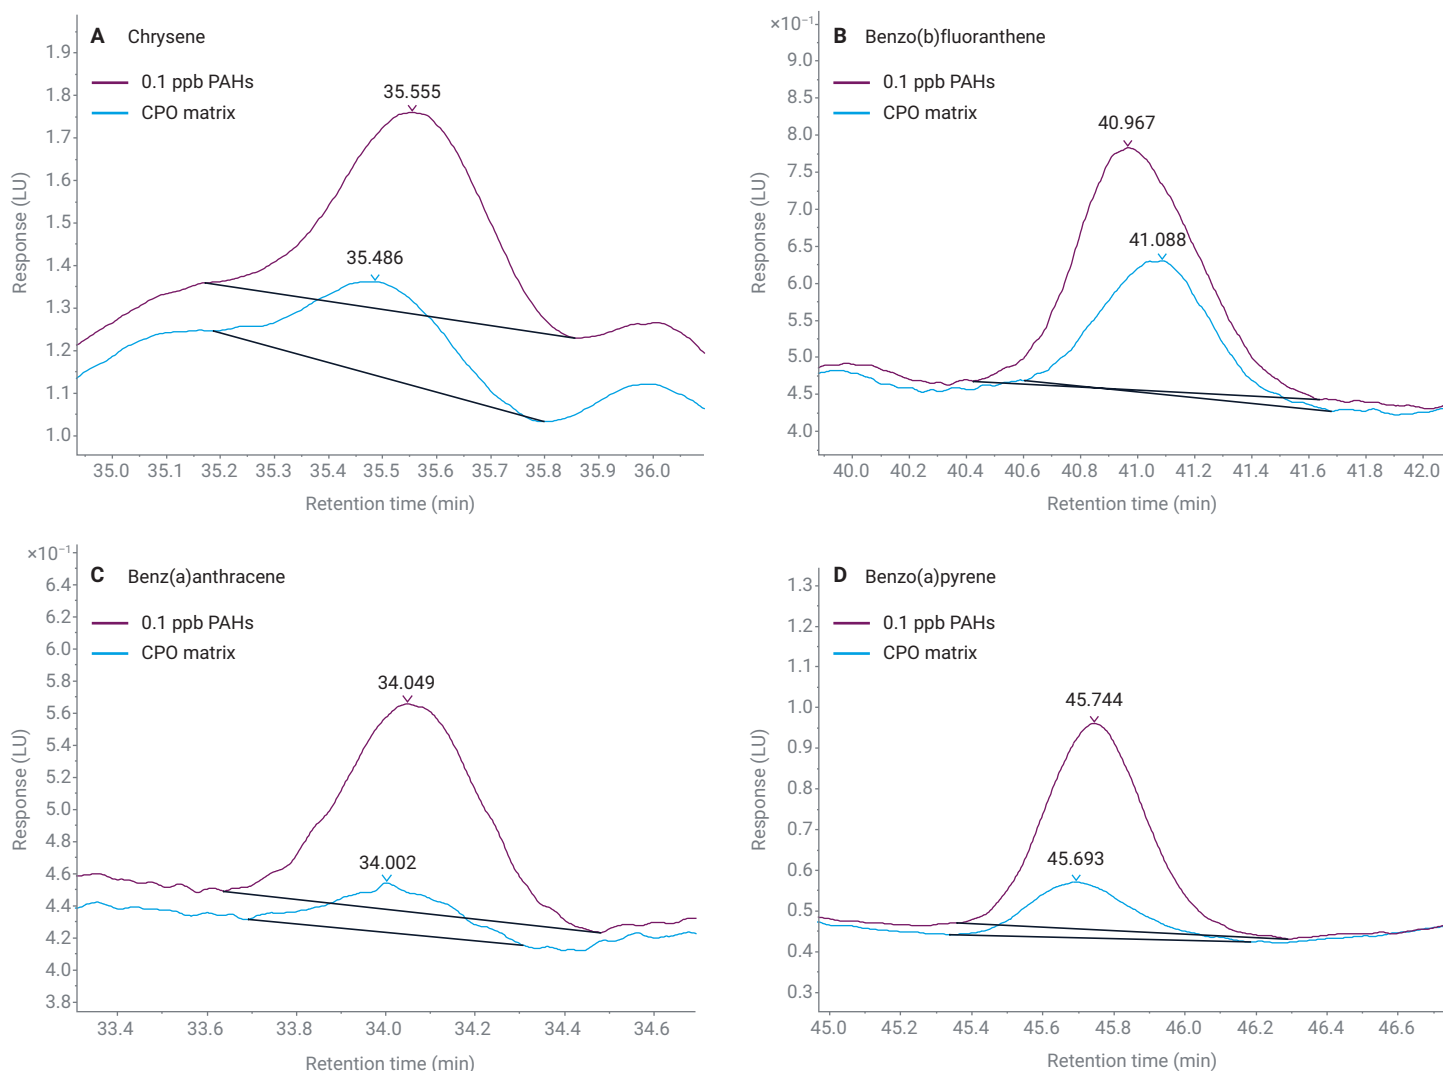 A Chrysene
0.1 ppb PAHs
CPO matrix
35.555
35.486
1.9
1.8
1.7
1.6
1.5
1.4
1.3
1.2
1.1
1.0
Response (LU)
35.0 35.1 35.2 35.3 35.4 35.5 35.6 35.7 35.8 35.9 36.0
Retention time (min)
×10⁻¹
B Benzo(b)fluoranthene
0.1 ppb PAHs
CPO matrix
40.967
41.088
9.0
8.5
8.0
7.5
7.0
6.5
6.0
5.5
5.0
4.5
4.0
Response (LU)
40.0 40.2 40.4 40.6 40.8 41.0 41.2 41.4 41.6 41.8 42.0
Retention time (min)
×10⁻¹
C Benz(a)anthracene
0.1 ppb PAHs
CPO matrix
34.049
34.002
6.4
6.2
6.0
5.8
5.6
5.4
5.2
5.0
4.8
4.6
4.4
4.2
4.0
3.8
Response (LU)
33.4 33.6 33.8 34.0 34.2 34.4 34.6
Retention time (min)
D Benzo(a)pyrene
0.1 ppb PAHs
CPO matrix
45.744
45.693
1.3
1.2
1.1
1.0
0.9
0.8
0.7
0.6
0.5
0.4
0.3
Response (LU)
45.0 45.2 45.4 45.6 45.8 46.0 46.2 46.4 46.6
Retention time (min)